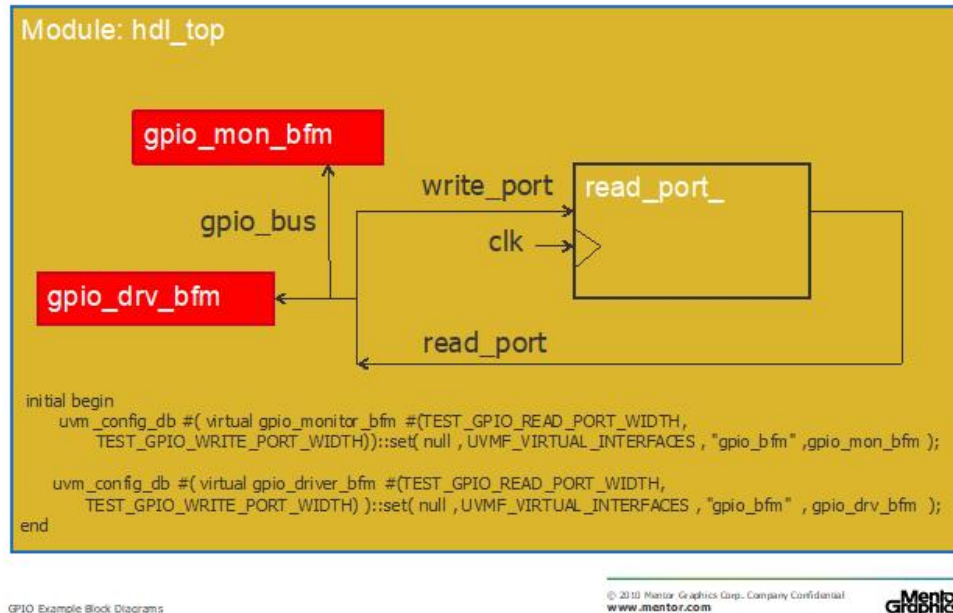 Module: hdl_top
gpio_mon_bfm
write_port
read_port_
gpio_bus
clk
gpio_drv_bfm
read_port
initial begin
uvm_config_db #( virtual gpio_monitor_bfm #(TEST_GPIO_READ_PORT_WIDTH,
TEST_GPIO_WRITE_PORT_WIDTH))::set( null , UVMF_VIRTUAL_INTERFACES , "gpio_bfm" ,gpio_mon_bfm );
uvm_config_db #( virtual gpio_driver_bfm #(TEST_GPIO_READ_PORT_WIDTH,
TEST_GPIO_WRITE_PORT_WIDTH) )::set( null , UVMF_VIRTUAL_INTERFACES , "gpio_bfm" , gpio_drv_bfm );
end
GPIO Example Block Diagrams
© 2010 Mentor Graphics Corp. Company Confidential
www.mentor.com
Mento
Graphic